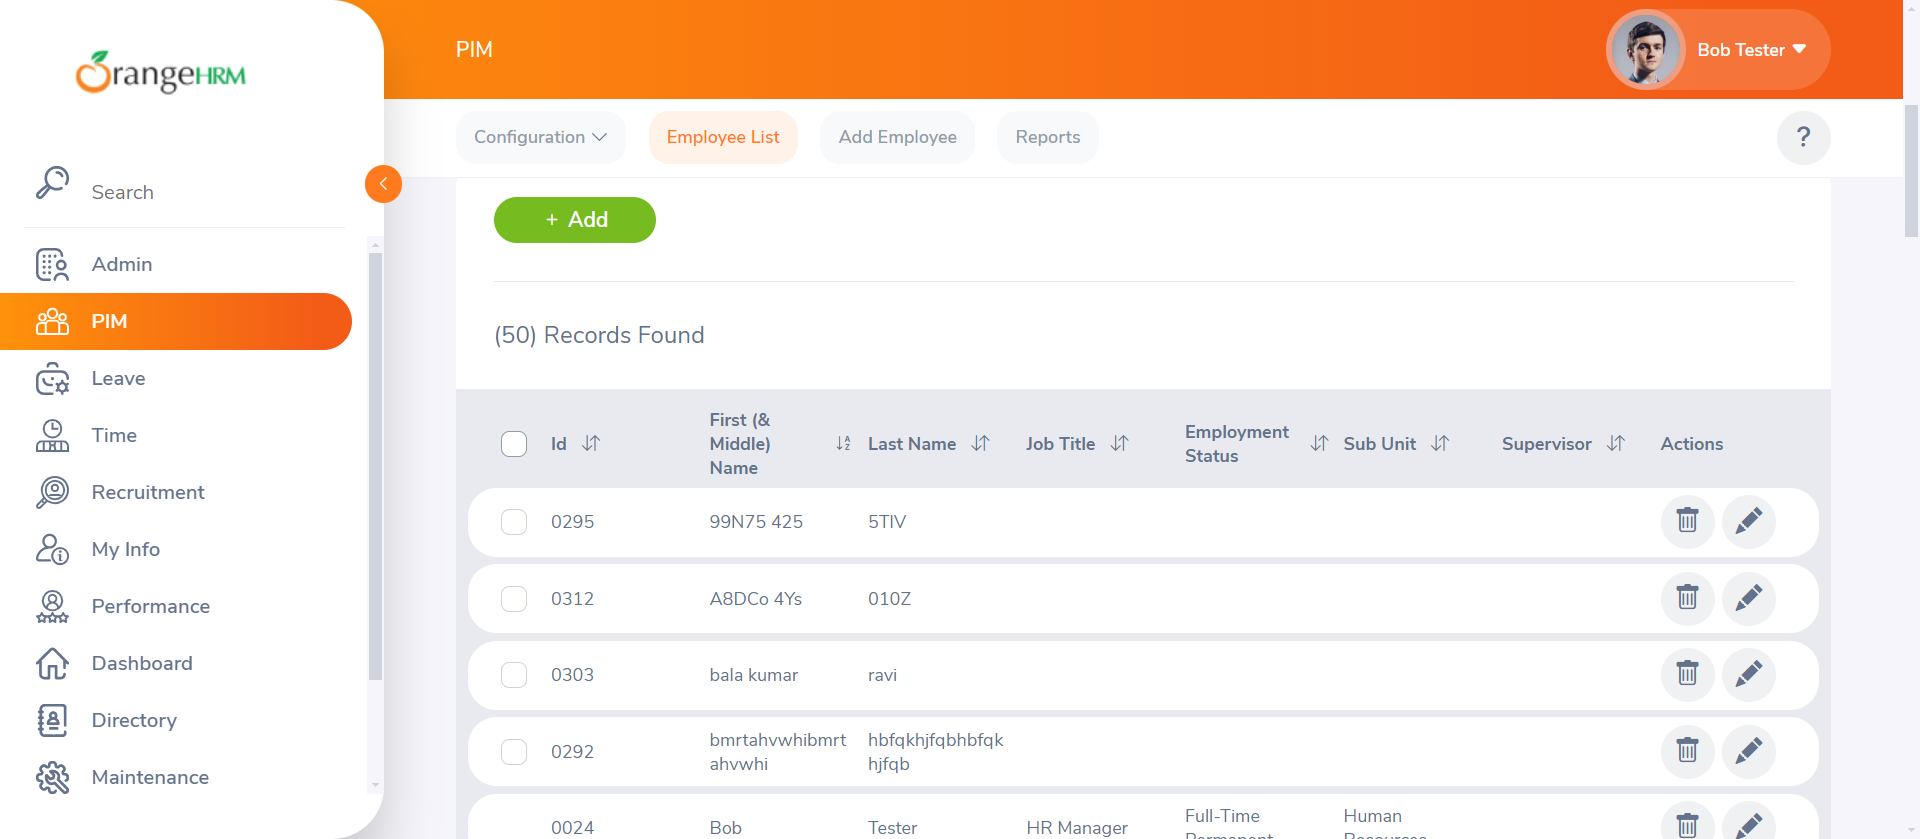 OrangeHRM
PIM
Bob Tester
Configuration
Employee List
Add Employee
Reports
?
Search
Admin
PIM
Leave
Time
Recruitment
My Info
Performance
Dashboard
Directory
Maintenance
+ Add
(50) Records Found
Id
First (&
Middle)
Name
Last Name
Job Title
Employment
Status
Sub Unit
Supervisor
Actions
0295
99N75 425
5TIV
0312
A8DCo 4Ys
010Z
0303
bala kumar
ravi
0292
bmrtahvwhibmrt
ahvwhi
hbfqkhjfqbhbfqk
hjfqb
0024
Bob
Tester
HR Manager
Full-Time
Permanent
Human
Resources